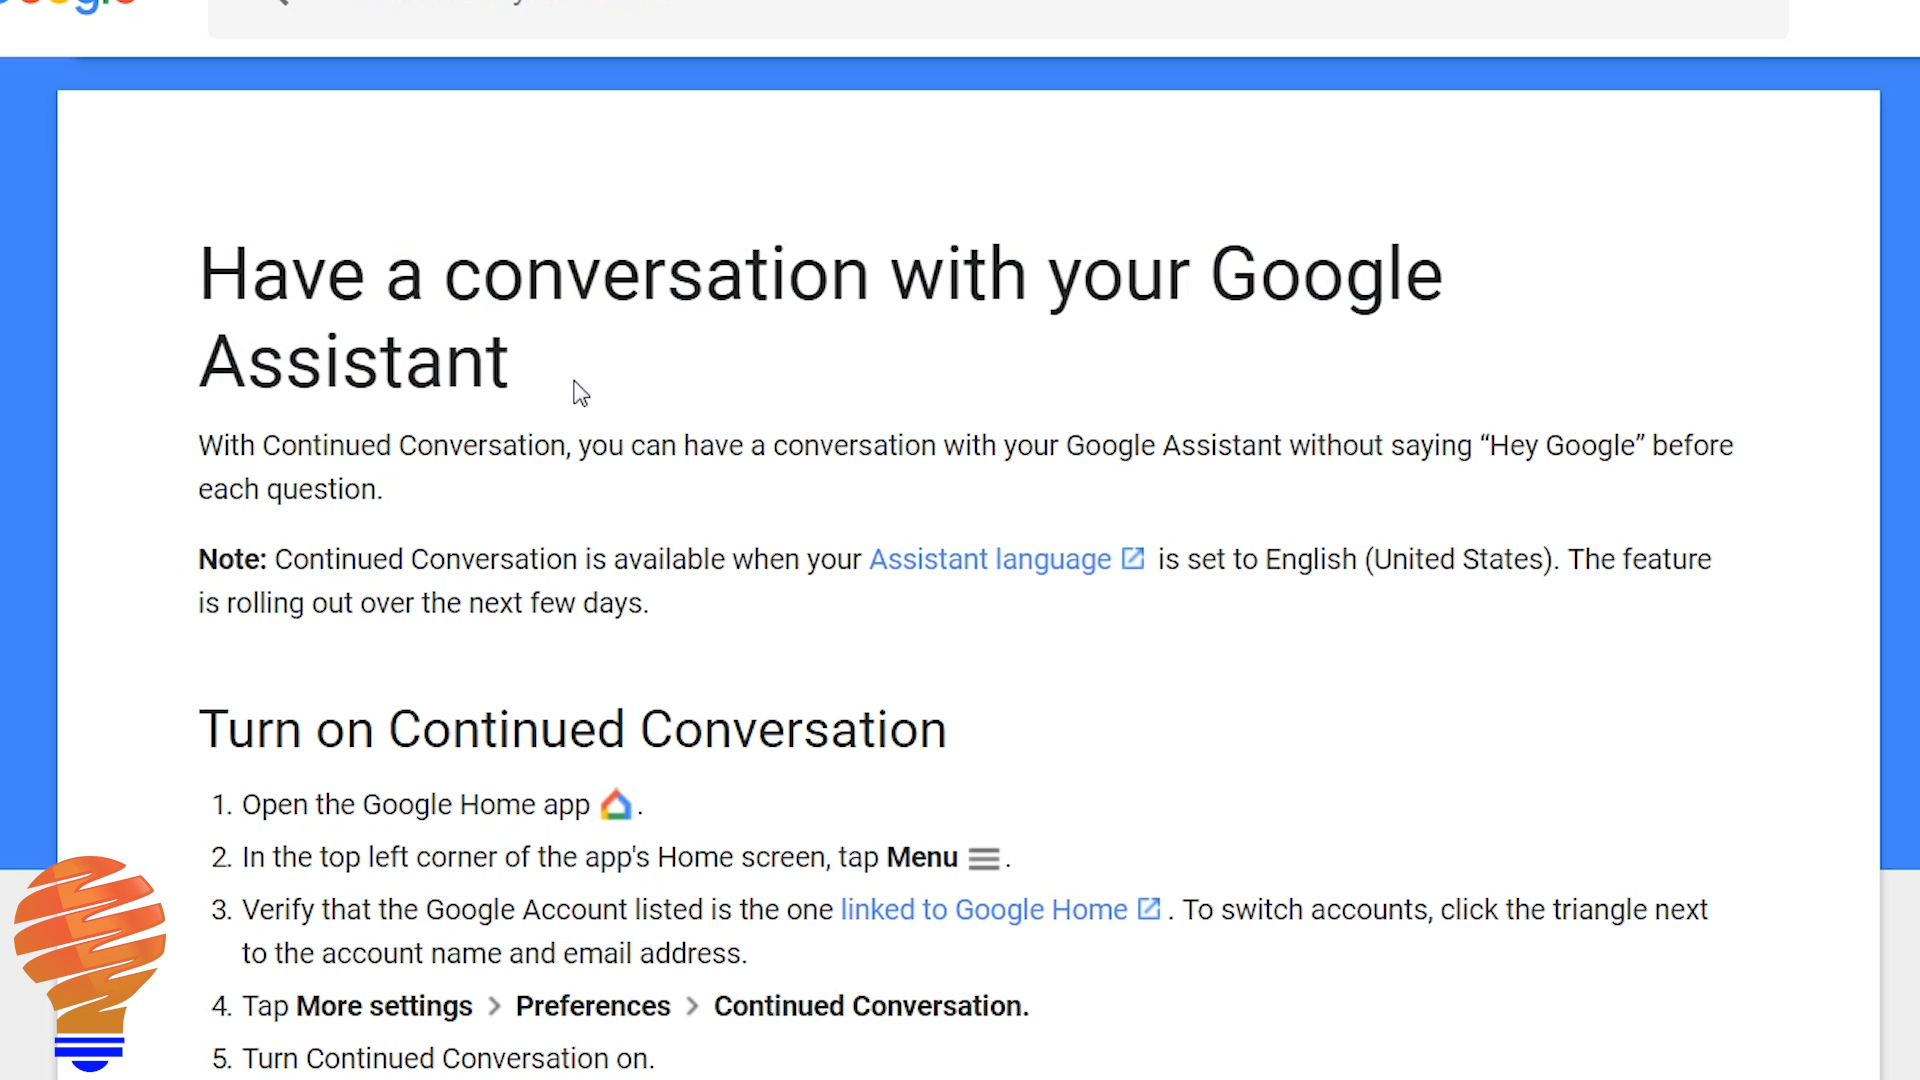 Google
Have a conversation with your Google
Assistant
With Continued Conversation, you can have a conversation with your Google Assistant without saying “Hey Google” before
each question.
Note: Continued Conversation is available when your Assistant language is set to English (United States). The feature
is rolling out over the next few days.
Turn on Continued Conversation
1. Open the Google Home app .
2. In the top left corner of the app's Home screen, tap Menu .
3. Verify that the Google Account listed is the one linked to Google Home . To switch accounts, click the triangle next
to the account name and email address.
4. Tap More settings > Preferences > Continued Conversation.
5. Turn Continued Conversation on.